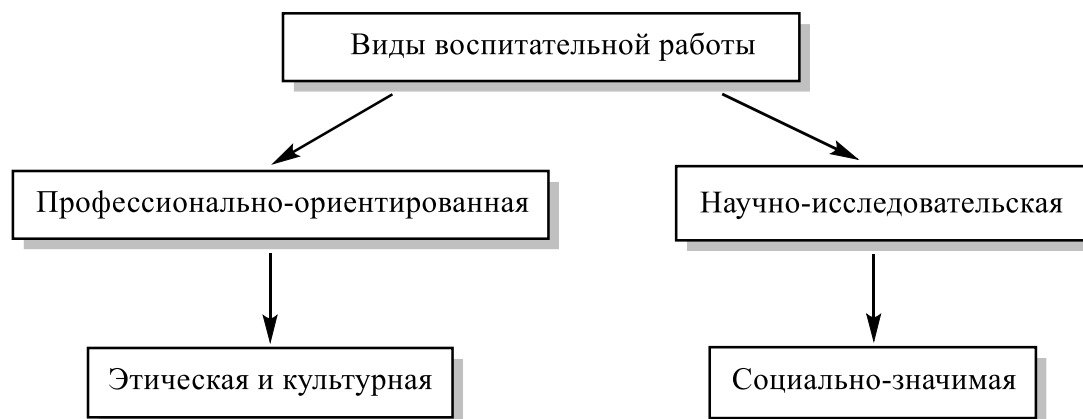 Виды воспитательной работы
Профессионально-ориентированная
Научно-исследовательская
Этическая и культурная
Социально-значимая